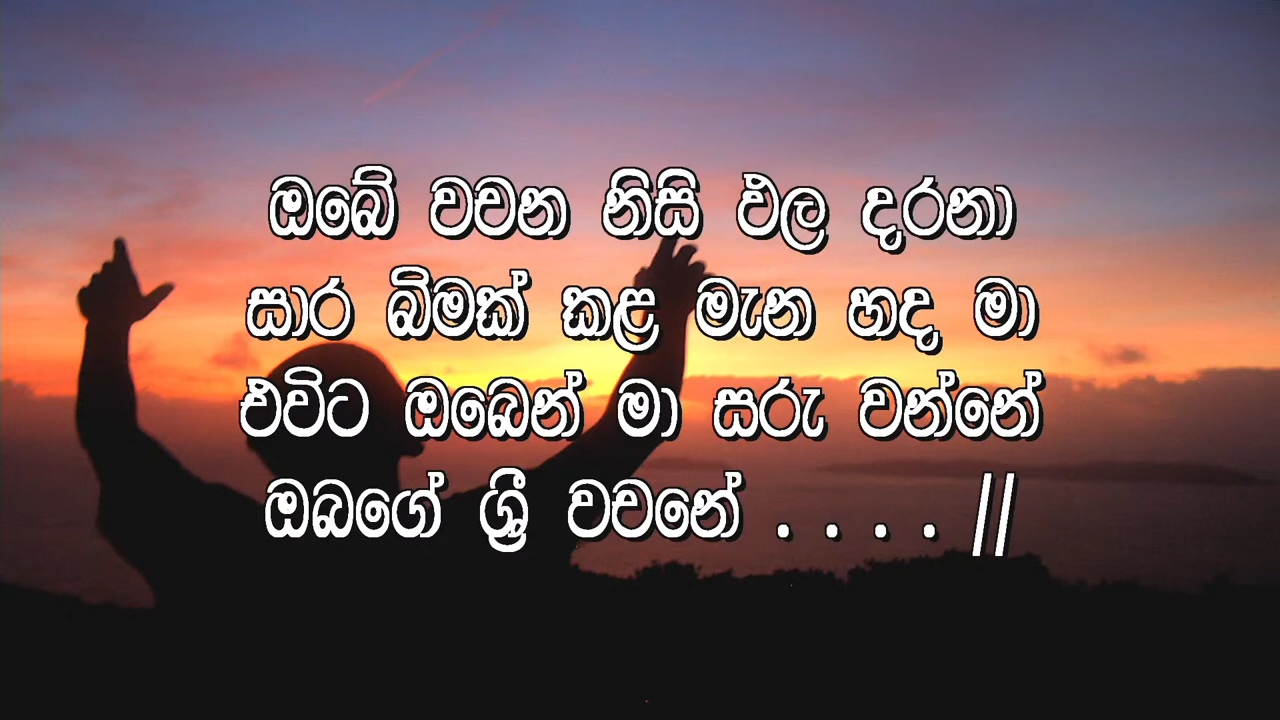 ඔබේ වචන නිසි ඵල දරනා
සාර බිමක් කළ මැන හද මා
එවිට ඔබෙන් මා සරු වන්නේ
ඔබගේ ශ්‍රී වචනේ . . . . //